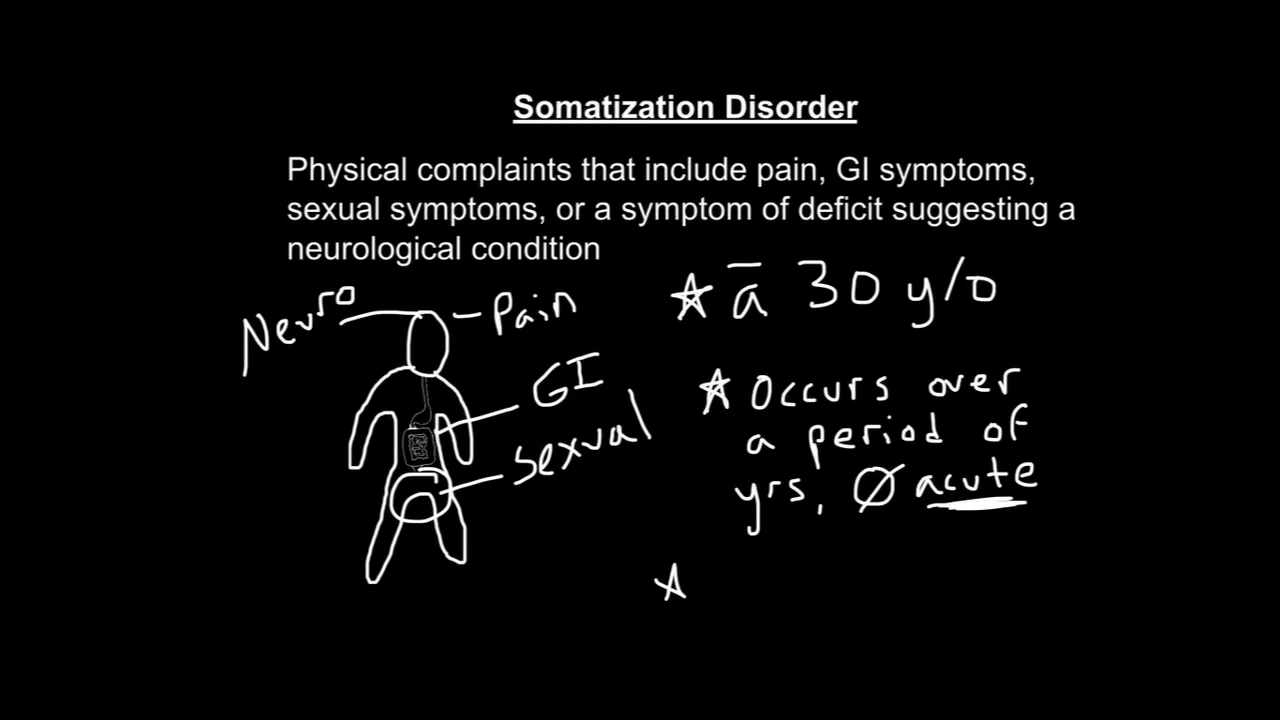 Somatization Disorder
Physical complaints that include pain, GI symptoms,
sexual symptoms, or a symptom of deficit suggesting a
neurological condition
Neuro
Pain
GI
Sexual
ā 30 y/o
Occurs over
a period of
yrs, Ø acute